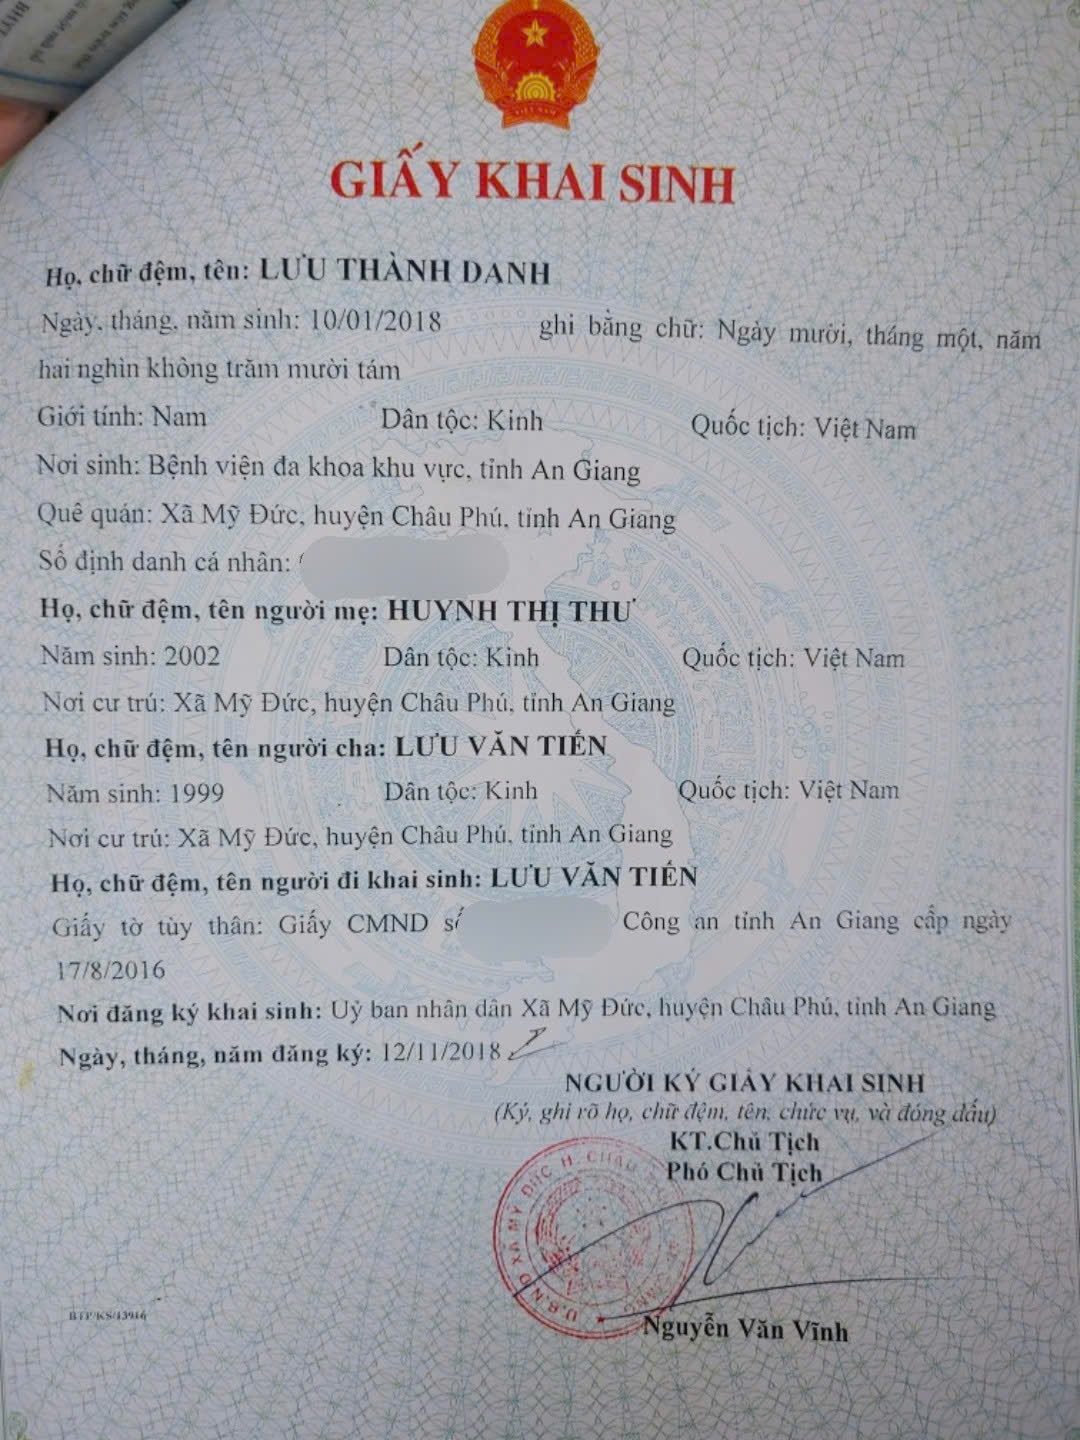 BHYT
VIỆT NAM
GIẤY KHAI SINH
Họ, chữ đệm, tên: LƯU THÀNH DANH
Ngày, tháng, năm sinh: 10/01/2018 ghi bằng chữ: Ngày mười, tháng một, năm
hai nghìn không trăm mười tám
Giới tính: Nam Dân tộc: Kinh Quốc tịch: Việt Nam
Nơi sinh: Bệnh viện đa khoa khu vực, tỉnh An Giang
Quê quán: Xã Mỹ Đức, huyện Châu Phú, tỉnh An Giang
Số định danh cá nhân:
Họ, chữ đệm, tên người mẹ: HUỲNH THỊ THƯ
Năm sinh: 2002 Dân tộc: Kinh Quốc tịch: Việt Nam
Nơi cư trú: Xã Mỹ Đức, huyện Châu Phú, tỉnh An Giang
Họ, chữ đệm, tên người cha: LƯU VĂN TIẾN
Năm sinh: 1999 Dân tộc: Kinh Quốc tịch: Việt Nam
Nơi cư trú: Xã Mỹ Đức, huyện Châu Phú, tỉnh An Giang
Họ, chữ đệm, tên người đi khai sinh: LƯU VĂN TIẾN
Giấy tờ tùy thân: Giấy CMND số Công an tỉnh An Giang cấp ngày
17/8/2016
Nơi đăng ký khai sinh: Uỷ ban nhân dân Xã Mỹ Đức, huyện Châu Phú, tỉnh An Giang
Ngày, tháng, năm đăng ký: 12/11/2018
NGƯỜI KÝ GIẤY KHAI SINH
(Ký, ghi rõ họ, chữ đệm, tên, chức vụ, và đóng dấu)
KT.Chủ Tịch
Phó Chủ Tịch
U.B.N.D XÃ MỸ ĐỨC H. CHÂU
Nguyễn Văn Vĩnh
BTP/KS/13916